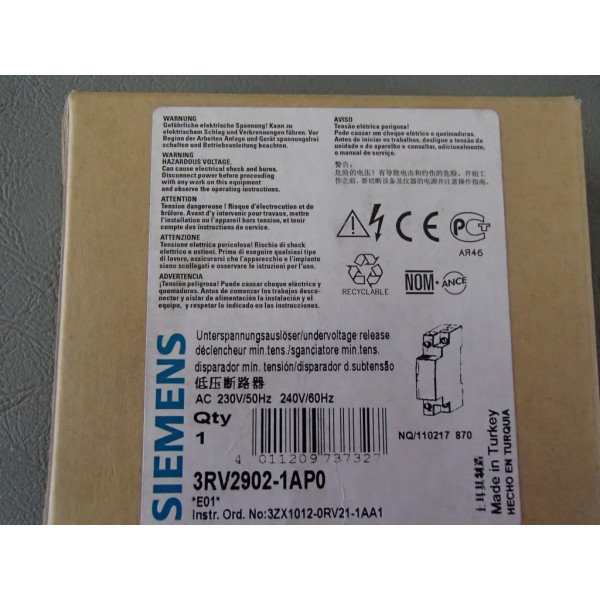 WARNUNG
Gefährliche elektrische Spannung! Kann zu
elektrischem Schlag und Verbrennungen führen. Vor
Beginn der Arbeiten Anlage und Gerät spannungsfrei
schalten und Betriebsanleitung beachten.
WARNING
HAZARDOUS VOLTAGE.
Can cause electrical shock and burns.
Disconnect power before proceeding
with any work on this equipment
and observe the operating instructions.
ATTENTION
Tension dangereuse ! Risque d'électrocution et de
brûlure. Avant d'y intervenir pour travaux, mettre
l'installation ou l'appareil hors tension, et tenir
compte des instructions de service.
ATTENZIONE
Tensione elettrica pericolosa! Rischio di shock
elettrico e ustioni. Prima di eseguire qualsiasi tipo
di lavoro, assicurarsi che l'apparecchio o l'impianto
siano scollegati e osservare le istruzioni per l'uso.
ADVERTENCIA
¡Tensión peligrosa! Puede causar choque eléctrico y
quemaduras. Antes de comenzar los trabajos desco-
nectar y aislar de alimentación la instalación y el
equipo, y tener en cuenta las instrucciones.
AVISO
Tensão elétrica perigosa!
Pode causar um choque elétrico e queimaduras.
Antes de iniciar os trabalhos, desligue a tensão da
unidade e do aparelho e consultar, adicionalmente,
o manual de serviço.
警告:
危险的电压! 有导致电击和灼伤的危险。开始工
作之前,要切断设备及仪器的电源并注意操作指南。
CE
РСТ
АЯ46
RECYCLABLE
NOM-ANCE
SIEMENS
Unterspannungsauslöser/undervoltage release
déclencheur min.tens./sganciatore min.tens.
disparador mín. tensión/disparador d.subtensão
低压断路器
AC 230V/50Hz 240V/60Hz
Qty
1
4 011209 737327
NQ/110217 870
3RV2902-1AP0
*E01*
Instr. Ord. No:3ZX1012-0RV21-1AA1
土耳其制造
Made in Turkey
HECHO EN TURQUIA